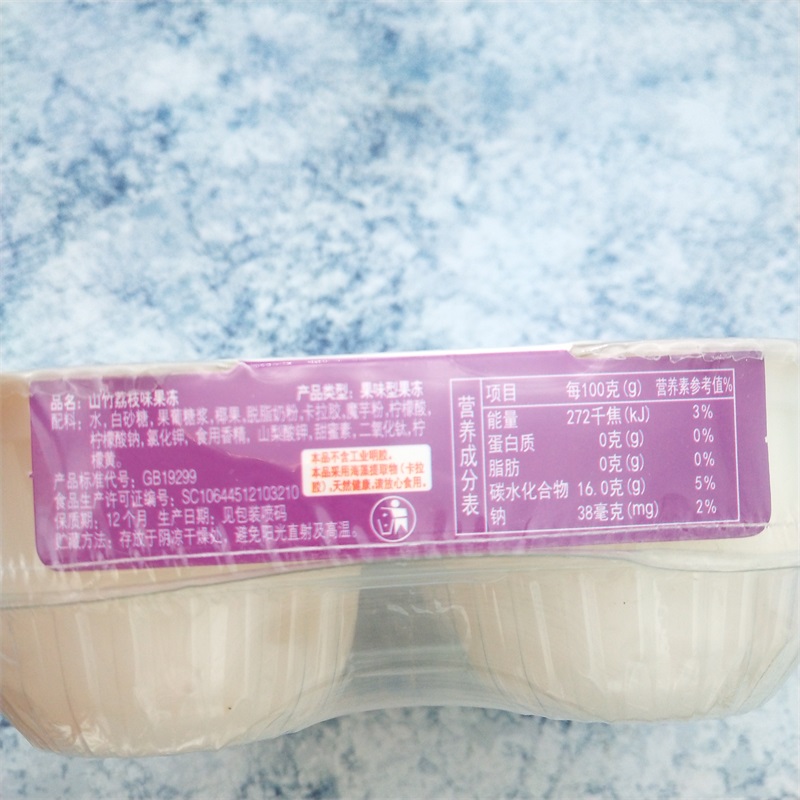 品名：山竹荔枝味果冻 产品类型：果味型果冻
配料：水，白砂糖，果葡糖浆，椰果，脱脂奶粉，卡拉胶，魔芋粉，柠檬酸，
柠檬酸钠，氯化钾，食用香精，山梨酸钾，甜蜜素，二氧化钛，柠
檬黄。
产品标准代号：GB19299
食品生产许可证编号：SC10644512103210
保质期：12个月 生产日期：见包装喷码
贮藏方法：存放于阴凉干燥处，避免阳光直射及高温。
本品不含工业明胶。
本品采用海藻提取物（卡拉
胶），天然健康，请放心食用。
营养成分表
项目 每100克(g) 营养素参考值%
能量 272千焦(kJ) 3%
蛋白质 0克(g) 0%
脂肪 0克(g) 0%
碳水化合物 16.0克(g) 5%
钠 38毫克(mg) 2%